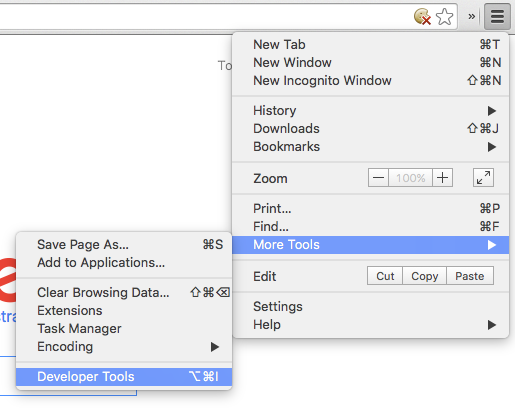 »
To
New Tab ⌘T
New Window ⌘N
New Incognito Window ⇧⌘N
History ▶
Downloads ⇧⌘J
Bookmarks ▶
Zoom − 100% +
Print... ⌘P
Find... ⌘F
More Tools ▶
Edit Cut Copy Paste
Settings
Help ▶
Save Page As... ⌘S
Add to Applications...
Clear Browsing Data... ⇧⌘⌫
Extensions
Task Manager
Encoding ▶
Developer Tools ⌥⌘I
stra